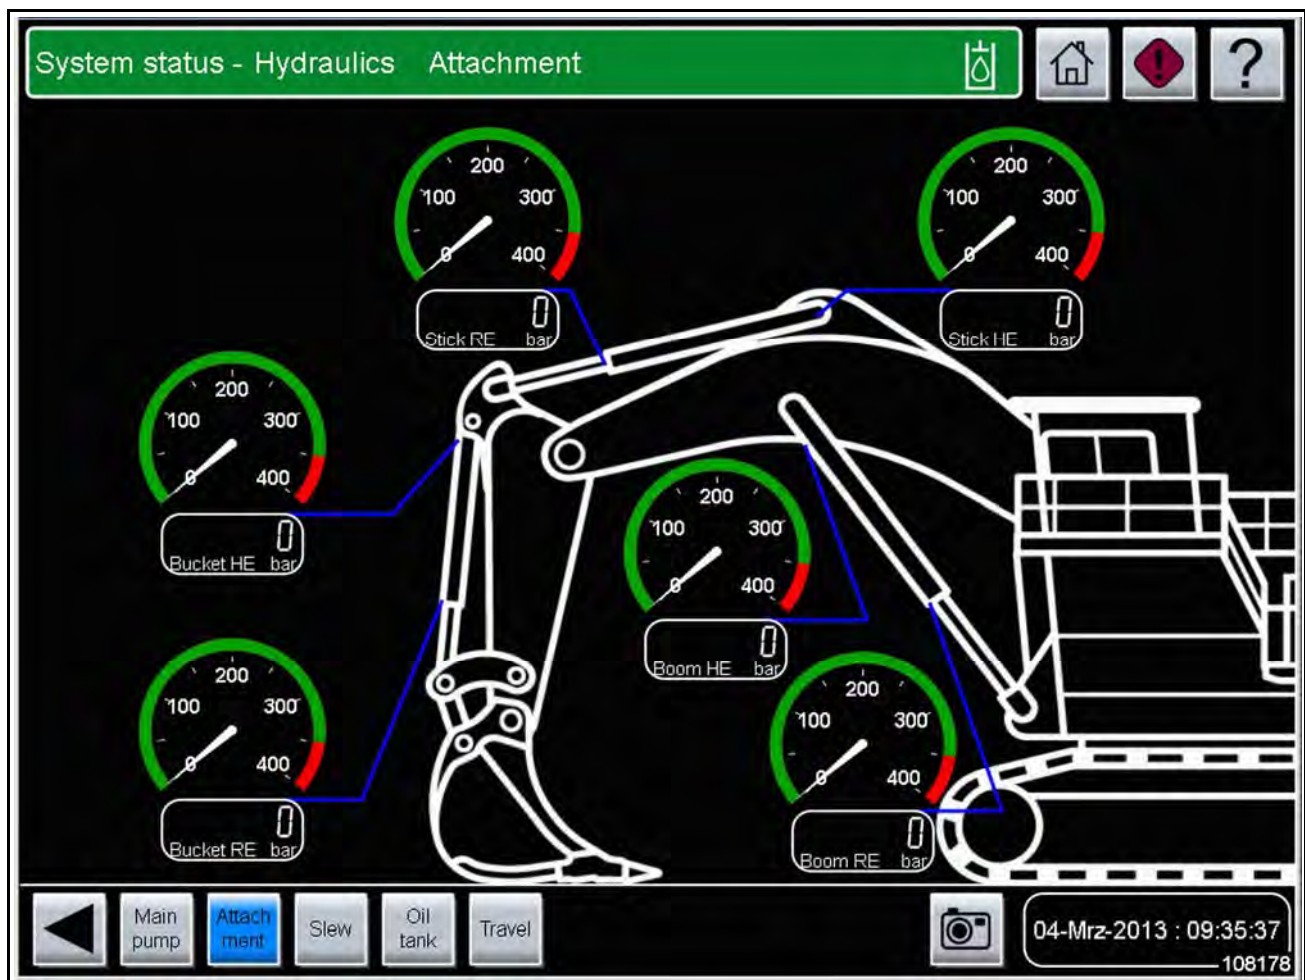 System status - Hydraulics Attachment
!
?
200
100 300
0 400
0
Stick RE bar
200
100 300
0 400
0
Stick HE bar
200
100 300
0 400
0
Bucket HE bar
200
100 300
0 400
0
Boom HE bar
200
100 300
0 400
0
Bucket RE bar
200
100 300
0 400
0
Boom RE bar
Main
pump
Attach
ment
Slew
Oil
tank
Travel
04-Mrz-2013 : 09:35:37
108178